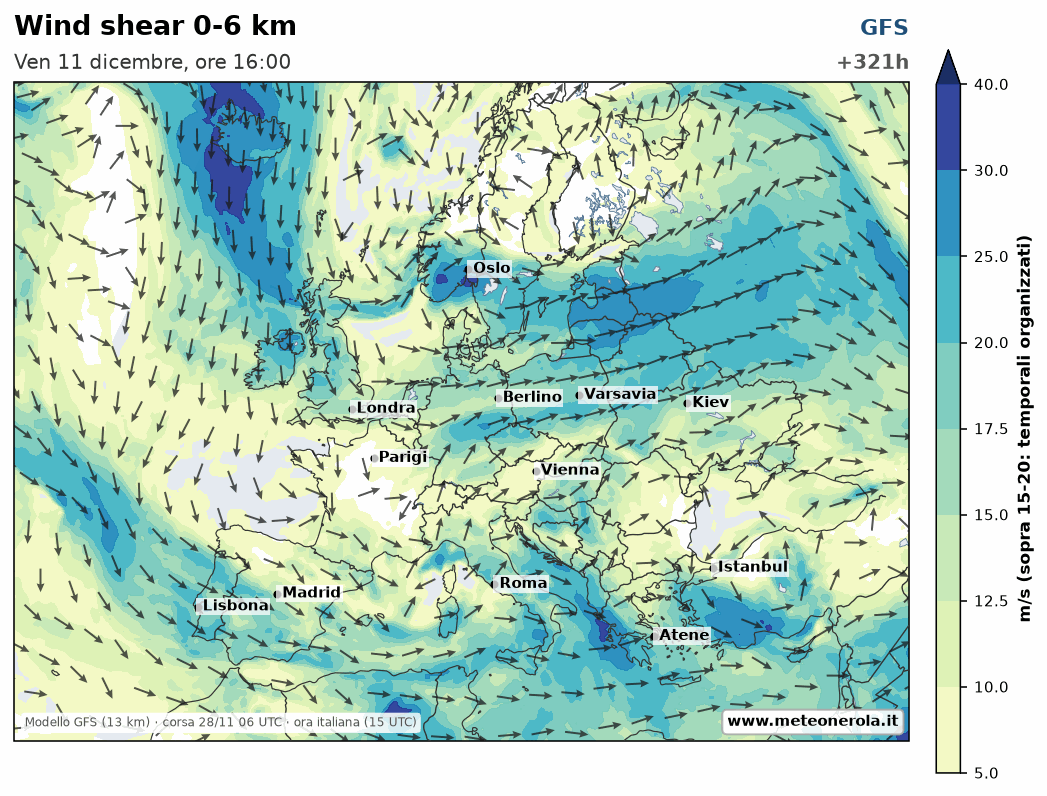 Wind shear 0-6 km
GFS
Ven 11 dicembre, ore 16:00
+321h
40.0
30.0
25.0
20.0
17.5
15.0
12.5
10.0
5.0
m/s (sopra 15-20: temporali organizzati)
Oslo
Berlino
Varsavia
Kiev
Londra
Parigi
Vienna
Istanbul
Roma
Madrid
Lisbona
Atene
Modello GFS (13 km) · corsa 28/11 06 UTC · ora italiana (15 UTC)
www.meteonerola.it